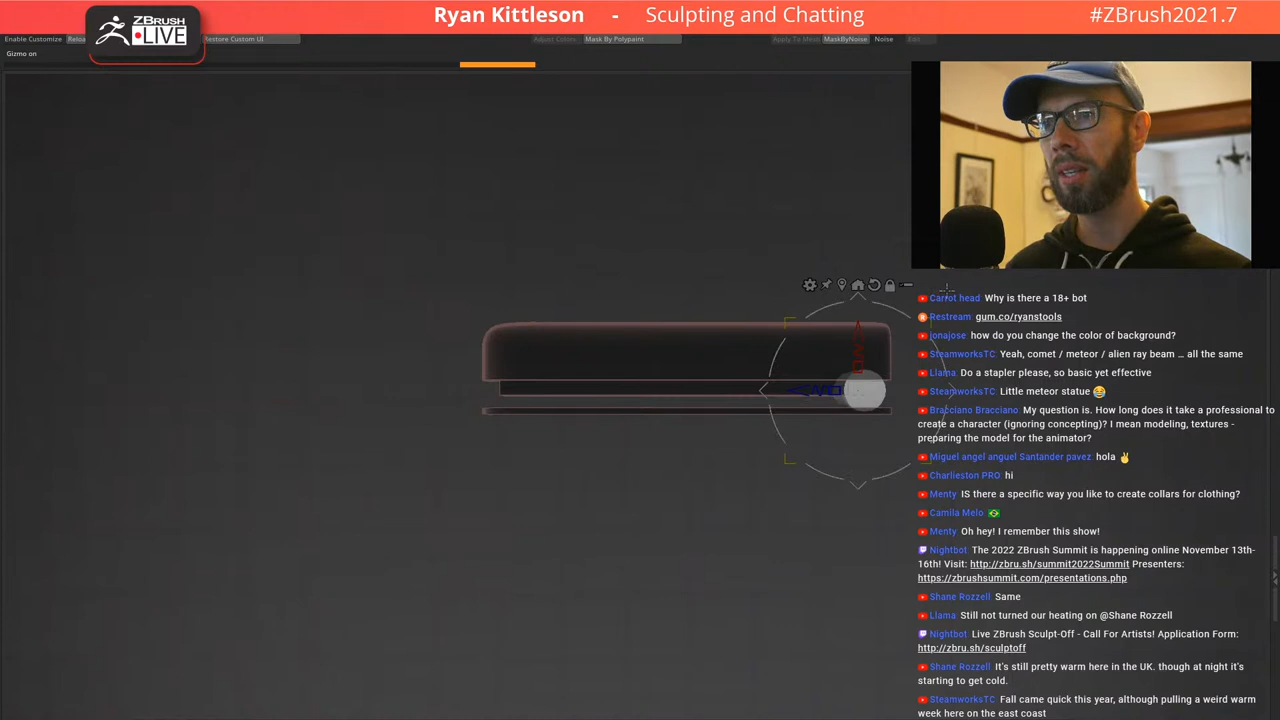 Ryan Kittleson - Sculpting and Chatting #ZBrush2021.7
ZBRUSH
LIVE
Enable Customize Reloa Restore Custom UI Adjust Colors Mask By Polypaint Apply To Mesh MaskByNoise Noise Edit
Gizmo on
Carrot head Why is there a 18+ bot
Restream gum.co/ryanstools
jonajose how do you change the color of background?
SteamworksTC Yeah, comet / meteor / alien ray beam … all the same
Llama Do a stapler please, so basic yet effective
SteamworksTC Little meteor statue 😂
Bracciano Bracciano My question is. How long does it take a professional to
create a character (ignoring concepting)? I mean modeling, textures -
preparing the model for the animator?
Miguel angel anguel Santander pavez hola ✌
Charlieston PRO hi
Menty IS there a specific way you like to create collars for clothing?
Camila Melo 🇧🇷
Menty Oh hey! I remember this show!
Nightbot The 2022 ZBrush Summit is happening online November 13th-
16th! Visit: http://zbru.sh/summit2022Summit Presenters:
https://zbrushsummit.com/presentations.php
Shane Rozzell Same
Llama Still not turned our heating on @Shane Rozzell
Nightbot Live ZBrush Sculpt-Off - Call For Artists! Application Form:
http://zbru.sh/sculptoff
Shane Rozzell It's still pretty warm here in the UK. though at night it's
starting to get cold.
SteamworksTC Fall came quick this year, although pulling a weird warm
week here on the east coast